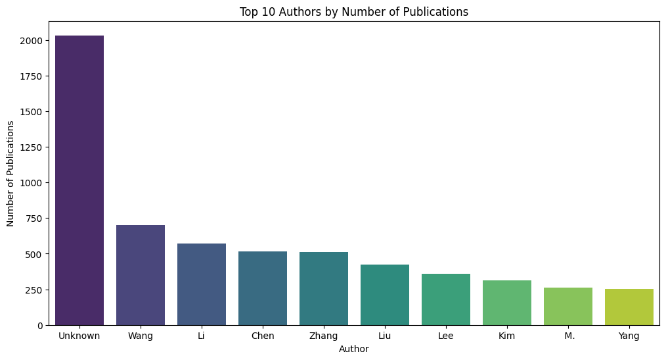 Top 10 Authors by Number of Publications
Number of Publications
2000
1750
1500
1250
1000
750
500
250
0
Unknown Wang Li Chen Zhang Liu Lee Kim M. Yang
Author